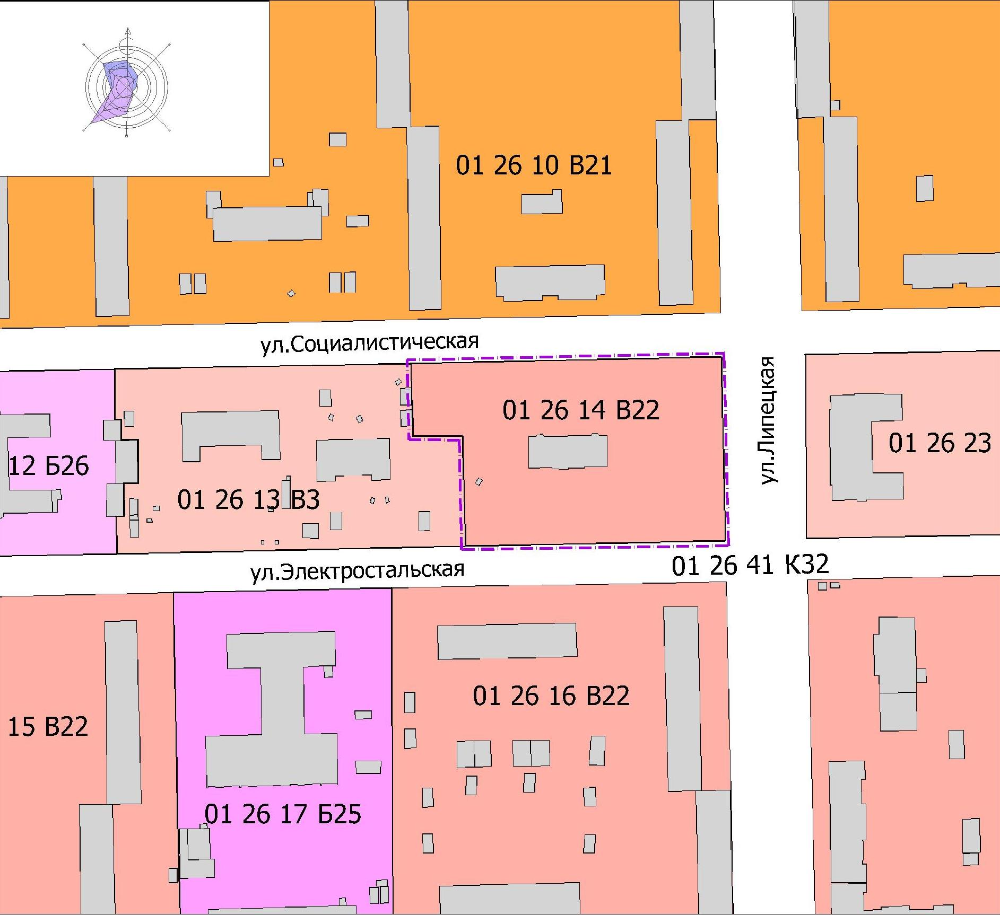 01 26 10 В21
ул.Социалистическая
ул.Липецкая
01 26 14 В22
01 26 23
12 Б26
01 26 13 В3
ул.Электростальская
01 26 41 К32
01 26 16 В22
15 В22
01 26 17 Б25